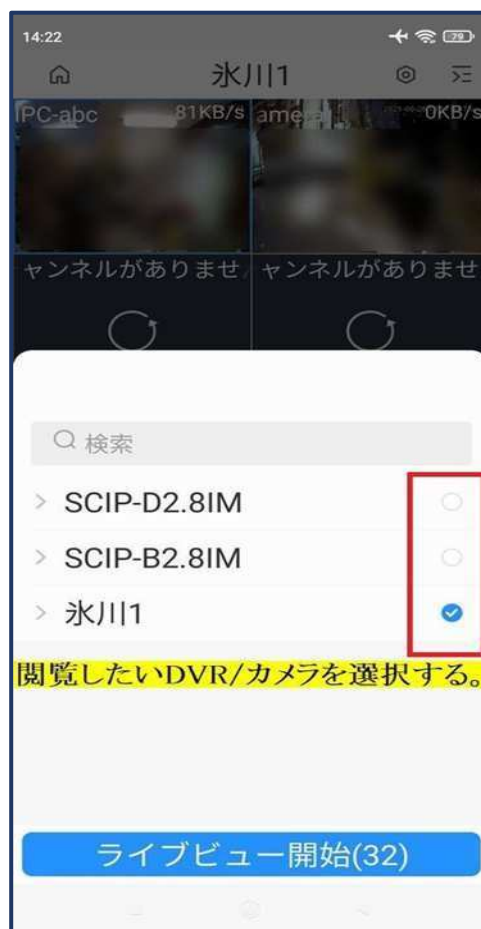 14:22
79
氷川1
IPC-abc 81KB/s
ame 0KB/s
ャンネルがありませ
ャンネルがありませ
検索
SCIP-D2.8IM
SCIP-B2.8IM
氷川1
閲覧したいDVR/カメラを選択する。
ライブビュー開始(32)